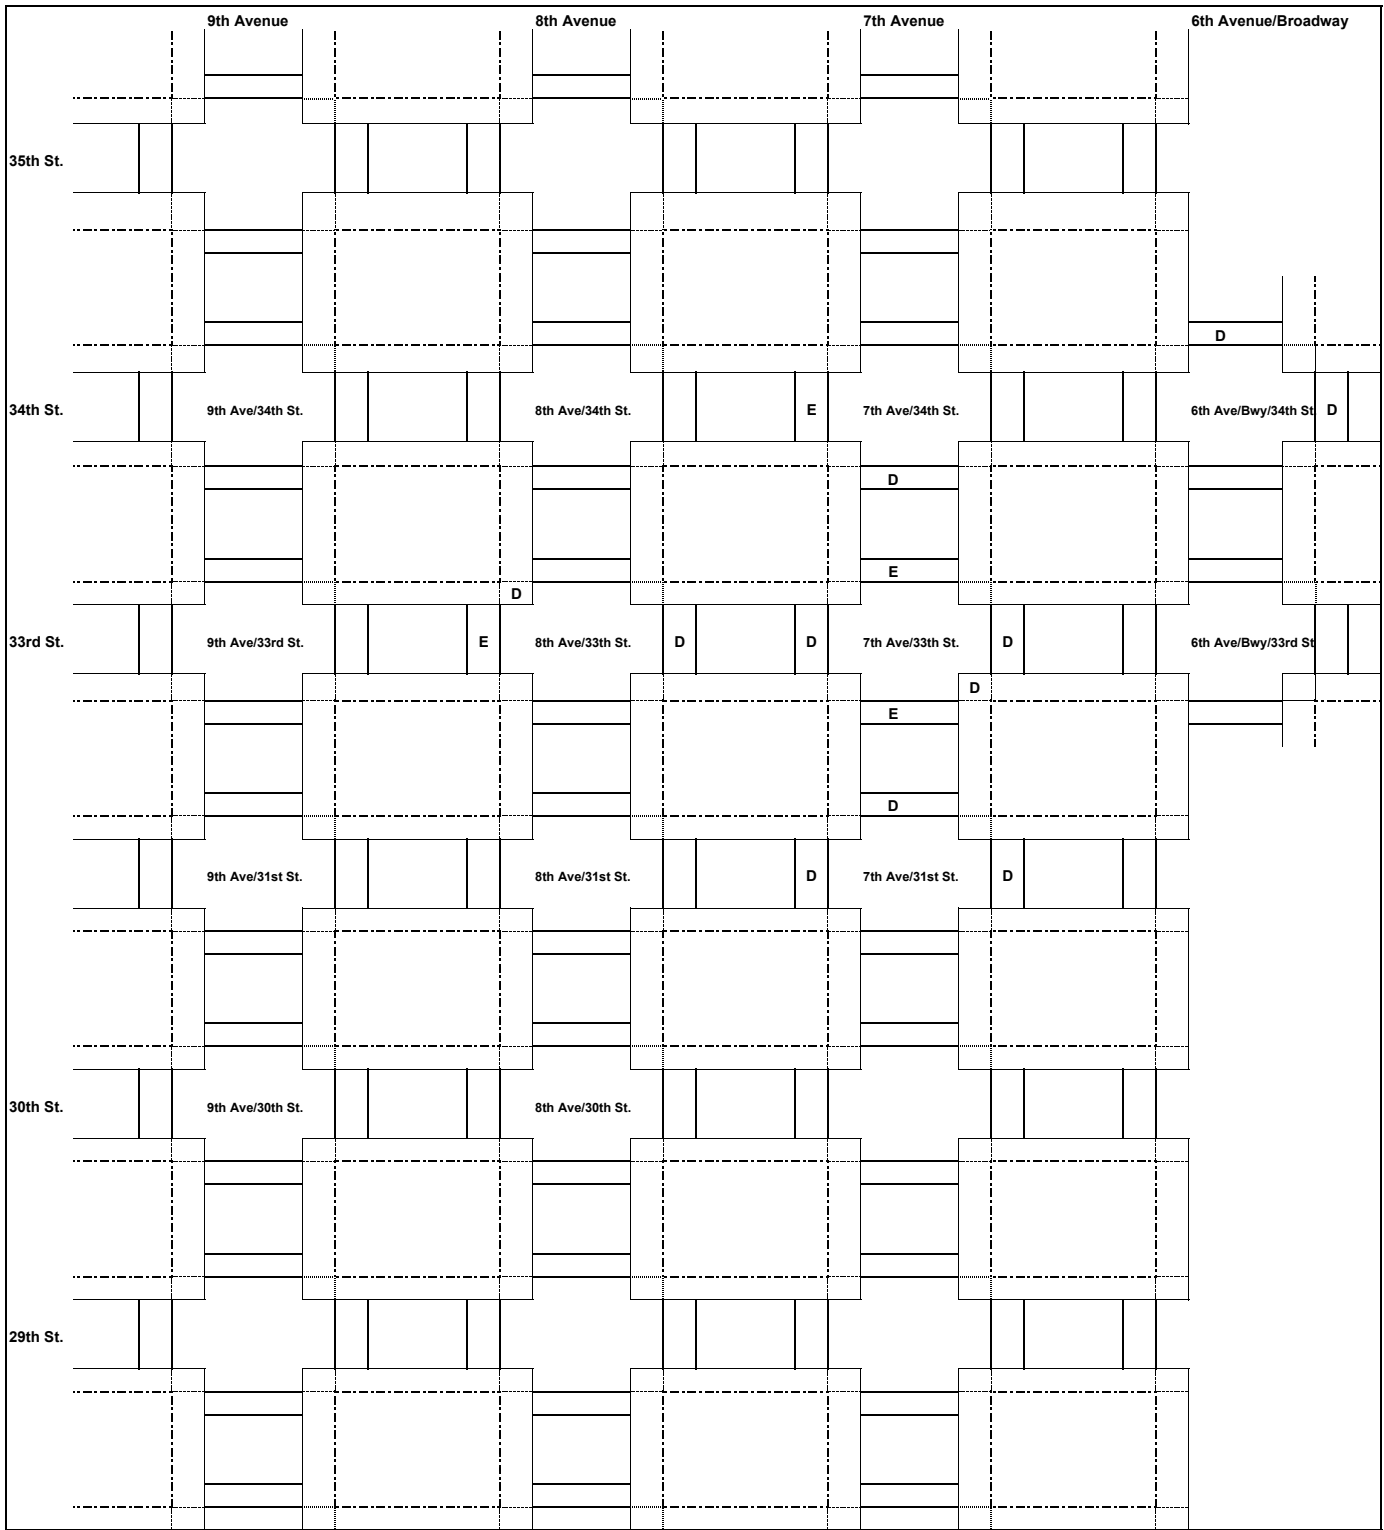 9th Avenue 8th Avenue 7th Avenue 6th Avenue/Broadway
35th St.
D
34th St. 9th Ave/34th St. 8th Ave/34th St. E 7th Ave/34th St. 6th Ave/Bwy/34th St. D
D
E
D
33rd St. 9th Ave/33rd St. E 8th Ave/33th St. D D 7th Ave/33th St. D 6th Ave/Bwy/33rd St
D
E
D
9th Ave/31st St. 8th Ave/31st St. D 7th Ave/31st St. D
30th St. 9th Ave/30th St. 8th Ave/30th St.
29th St.